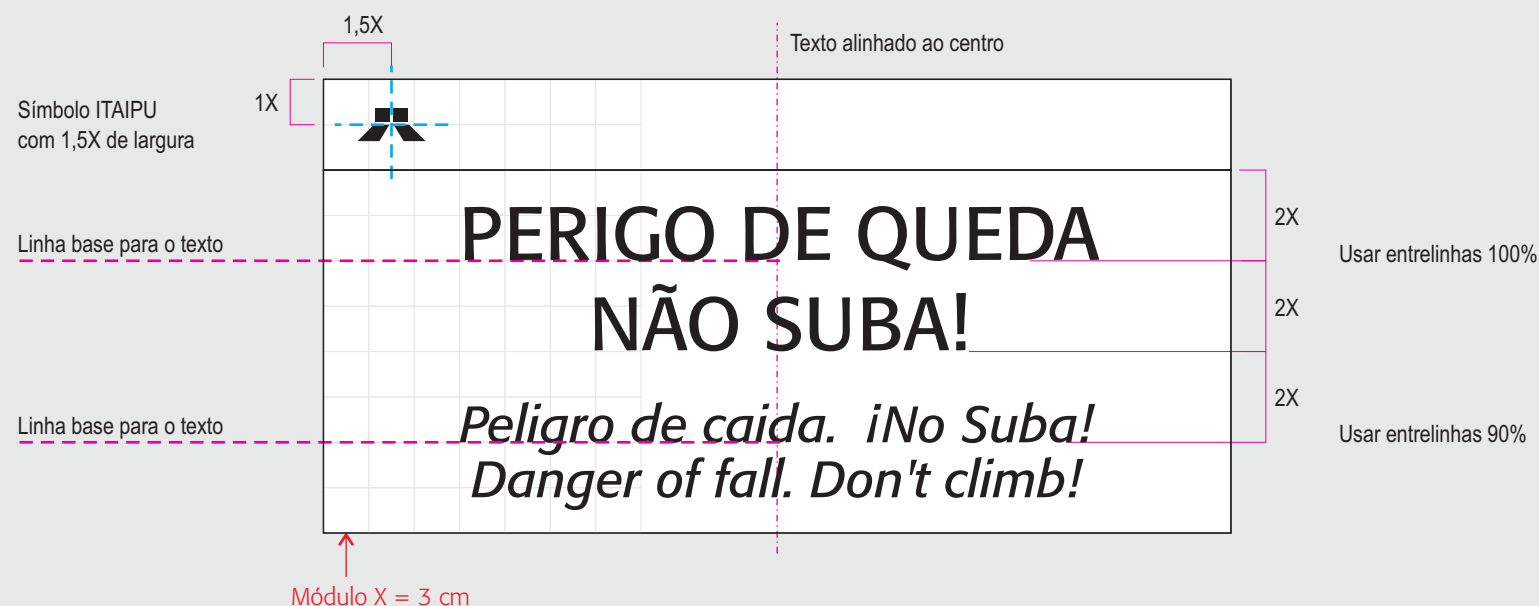 1,5X
Texto alinhado ao centro
1X
Símbolo ITAIPU
com 1,5X de largura
PERIGO DE QUEDA
2X
Linha base para o texto
Usar entrelinhas 100%
NÃO SUBA!
2X
2X
Peligro de caida. iNo Suba!
Linha base para o texto
Usar entrelinhas 90%
Danger of fall. Don't climb!
Módulo X = 3 cm